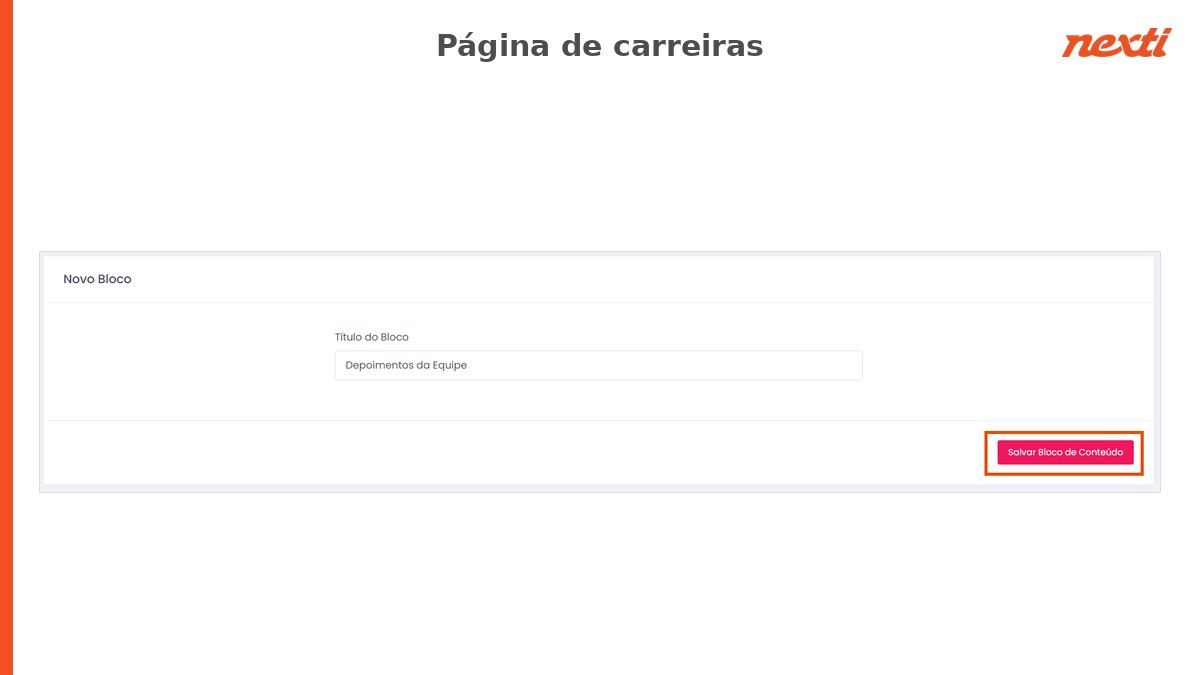 Página de carreiras
nexti
Novo Bloco
Título do Bloco
Depoimentos da Equipe
Salvar Bloco de Conteúdo